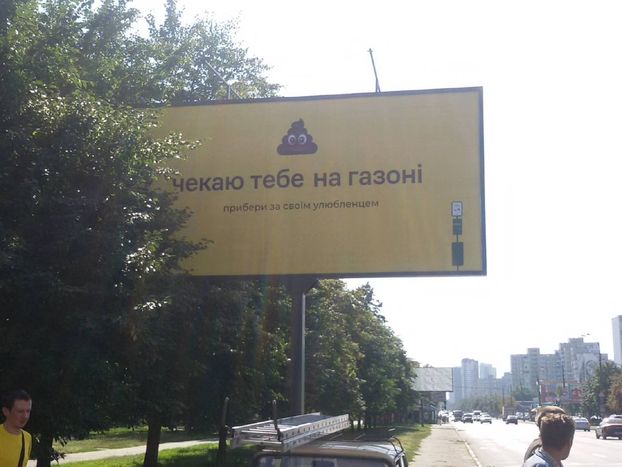 чекаю тебе на газоні
прибери за своїм улюбленцем